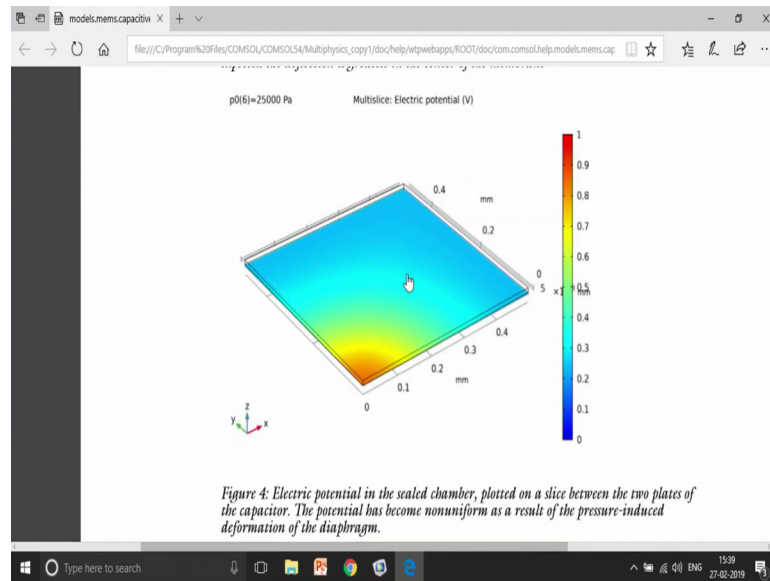 models.mems.capacitiv
file:///C:/Program%20Files/COMSOL/COMSOL54/Multiphysics_copy1/doc/help/wtpwebapps/ROOT/doc/com.comsol.help.models.mems.cap
p0(6)=25000 Pa
Multislice: Electric potential (V)
1
0.9
0.8
0.7
0.6
0.5
0.4
0.3
0.2
0.1
0
0.4
mm
0.2
0
5
mm
0.4
0.3
0.2
mm
0.1
0
z
y
x
Figure 4: Electric potential in the sealed chamber, plotted on a slice between the two plates of
the capacitor. The potential has become nonuniform as a result of the pressure-induced
deformation of the diaphragm.
Type here to search
ENG
15:39
27-02-2019